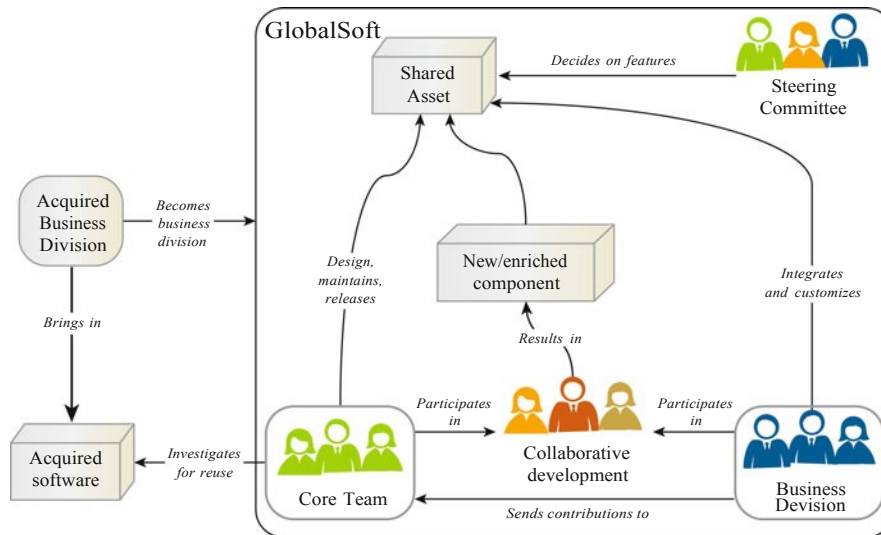 GlobalSoft
Shared
Asset
Decides on features
Steering
Committee
Acquired
Business
Division
Becomes
business
division
Design,
maintains,
releases
New/enriched
component
Integrates
and customizes
Brings in
Results in
Participates
in
Participates
in
Acquired
software
Investigates
for reuse
Core Team
Collaborative
development
Business
Devision
Sends contributions to